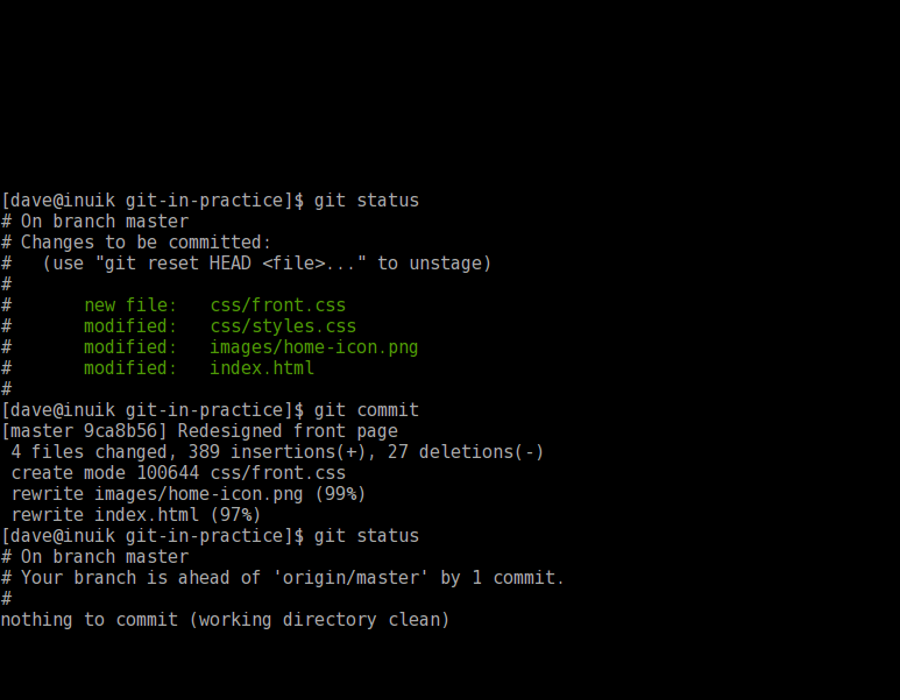 [dave@inuik git-in-practice]$ git status
# On branch master
# Changes to be committed:
#   (use "git reset HEAD <file>..." to unstage)
#
#       new file:   css/front.css
#       modified:   css/styles.css
#       modified:   images/home-icon.png
#       modified:   index.html
#
[dave@inuik git-in-practice]$ git commit
[master 9ca8b56] Redesigned front page
 4 files changed, 389 insertions(+), 27 deletions(-)
 create mode 100644 css/front.css
 rewrite images/home-icon.png (99%)
 rewrite index.html (97%)
[dave@inuik git-in-practice]$ git status
# On branch master
# Your branch is ahead of 'origin/master' by 1 commit.
#
nothing to commit (working directory clean)